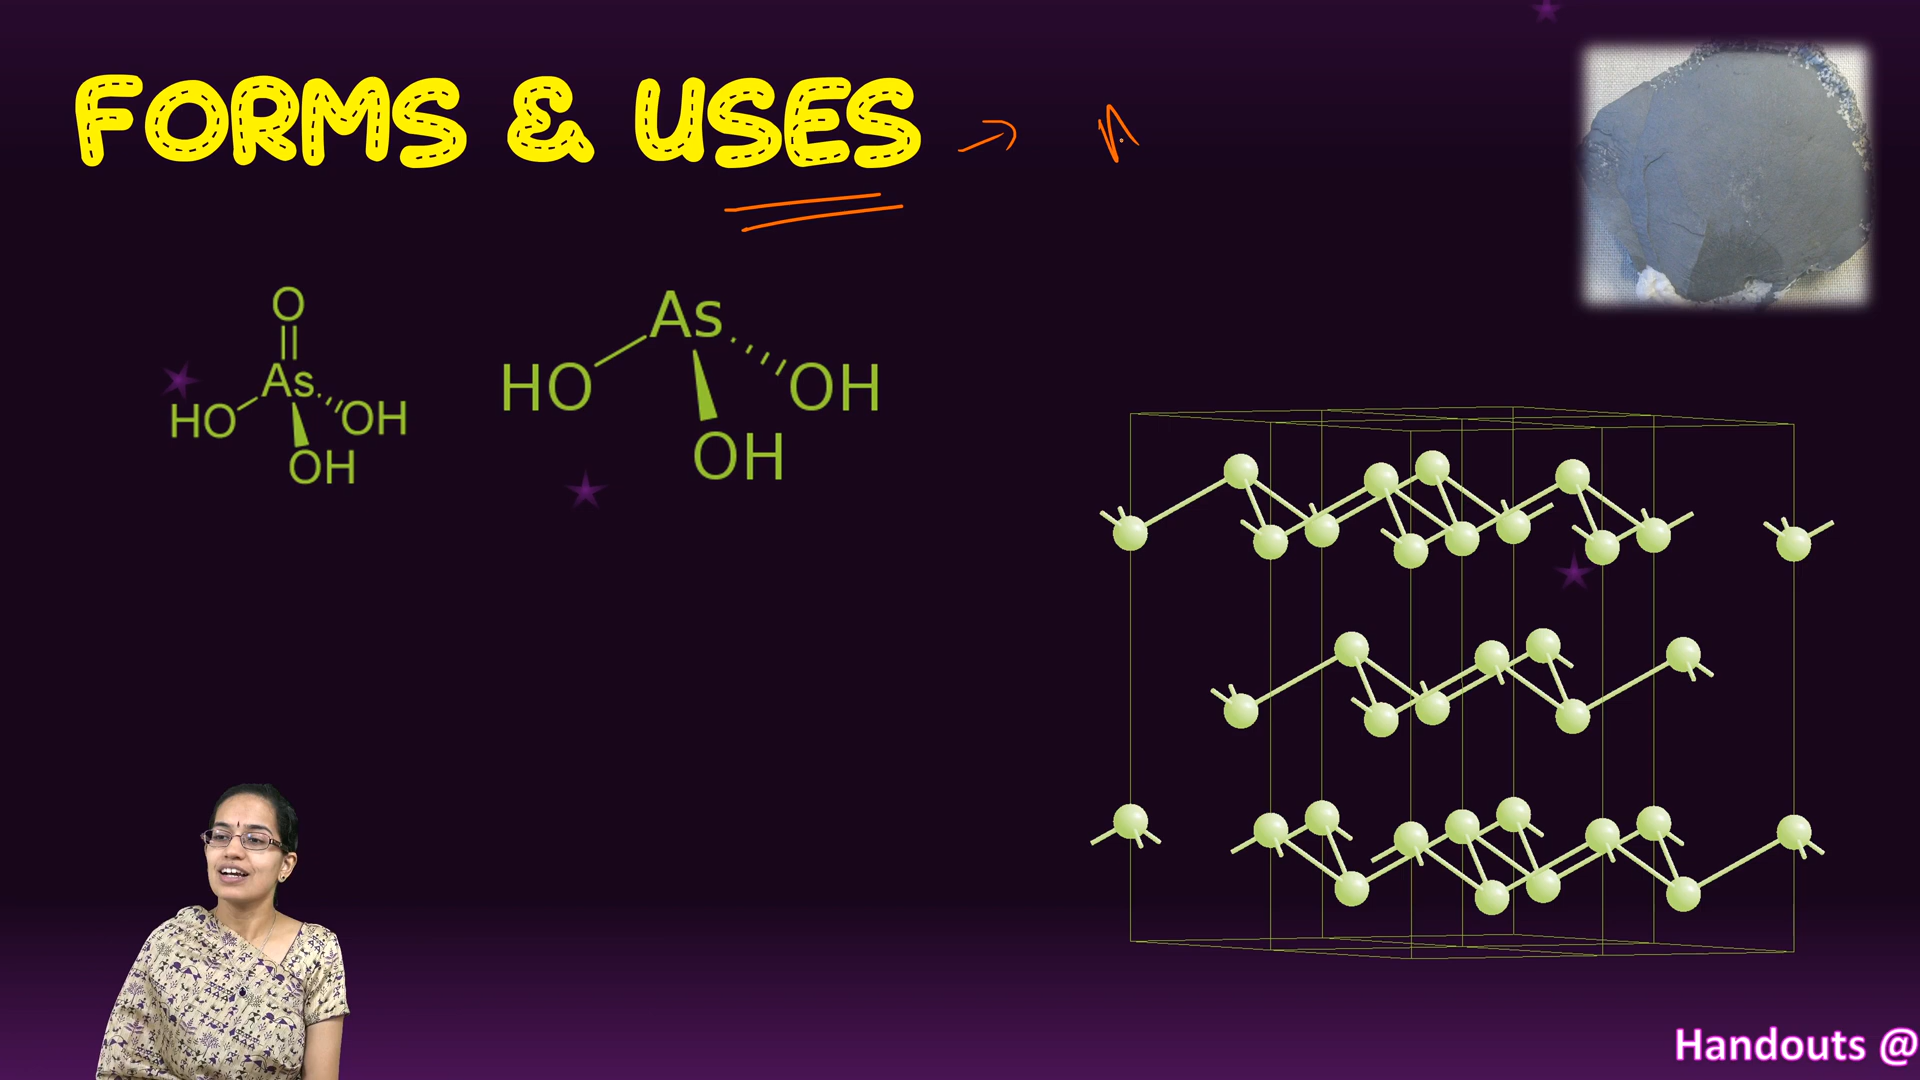 FORMS & USES → n
O
As
HO OH
OH
As
HO OH
OH
Handouts @